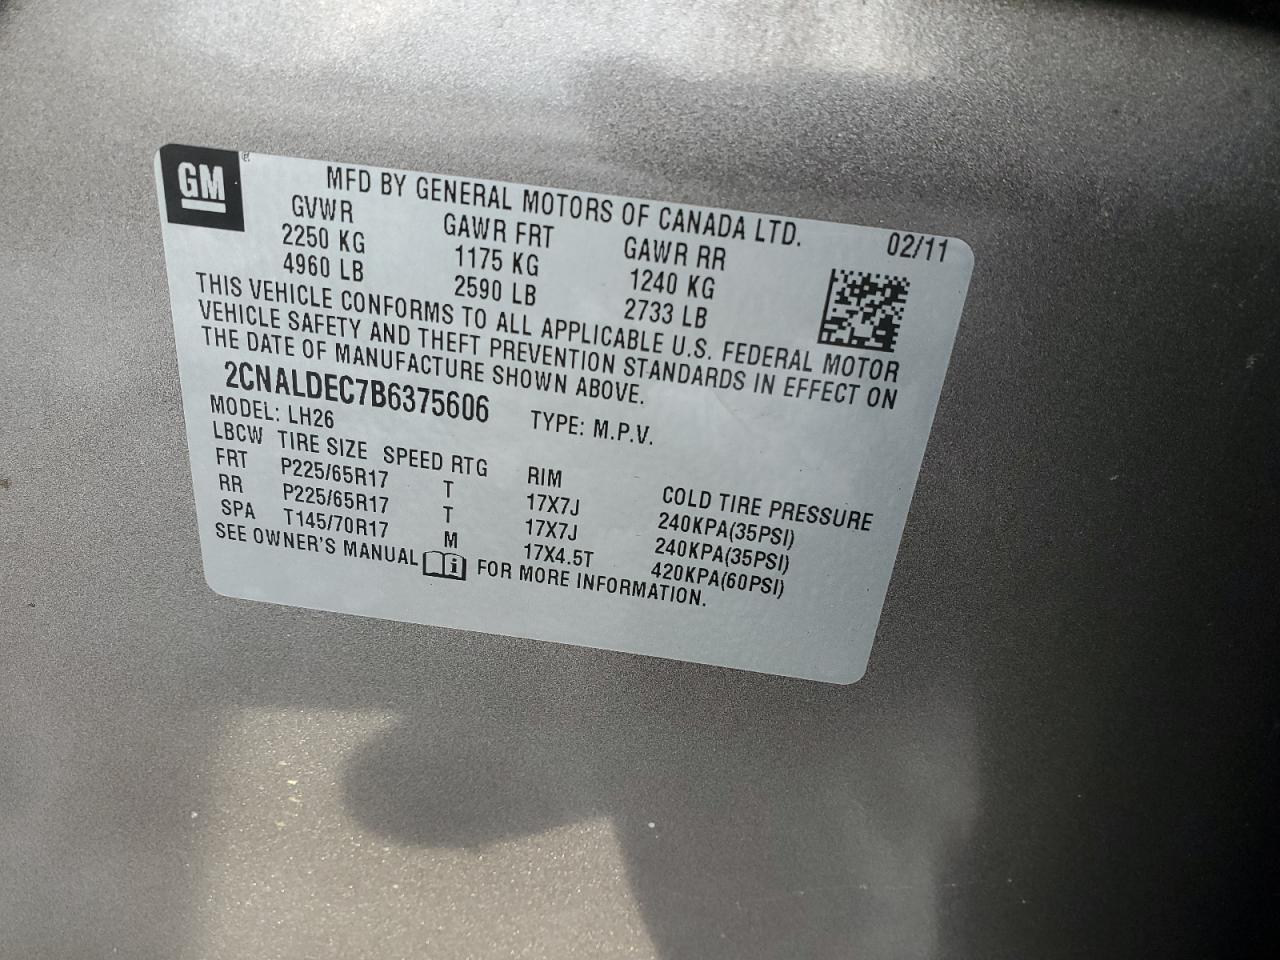 GM
MFD BY GENERAL MOTORS OF CANADA LTD. 02/11
GVWR GAWR FRT GAWR RR
2250 KG 1175 KG 1240 KG
4960 LB 2590 LB 2733 LB
THIS VEHICLE CONFORMS TO ALL APPLICABLE U.S. FEDERAL MOTOR
VEHICLE SAFETY AND THEFT PREVENTION STANDARDS IN EFFECT ON
THE DATE OF MANUFACTURE SHOWN ABOVE.
2CNALDEC7B6375606 TYPE: M.P.V.
MODEL: LH26
LBCW TIRE SIZE SPEED RTG RIM COLD TIRE PRESSURE
FRT P225/65R17 T 17X7J 240KPA(35PSI)
RR P225/65R17 T 17X7J 240KPA(35PSI)
SPA T145/70R17 M 17X4.5T 420KPA(60PSI)
SEE OWNER'S MANUAL FOR MORE INFORMATION.